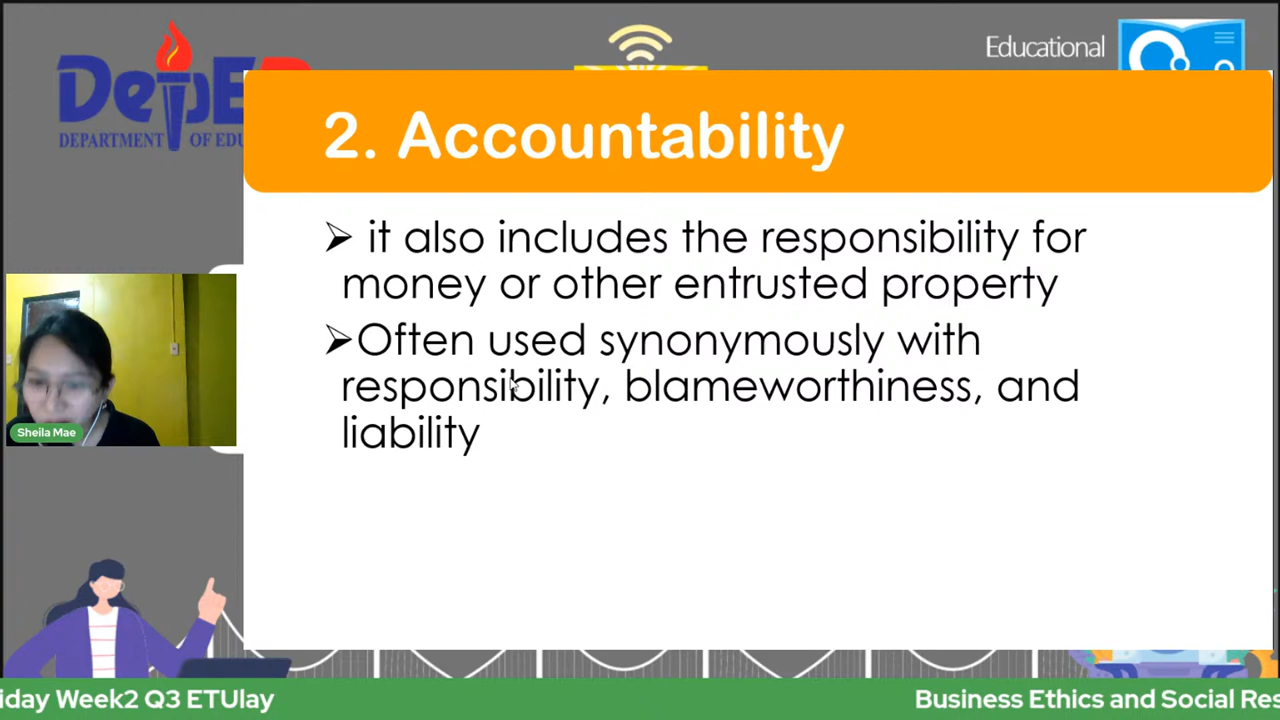 Educational
DepE
DEPARTMENT OF EDU
2. Accountability
➢ it also includes the responsibility for
money or other entrusted property
➢Often used synonymously with
responsibility, blameworthiness, and
liability
Sheila Mae
iday Week2 Q3 ETUlay
Business Ethics and Social Res